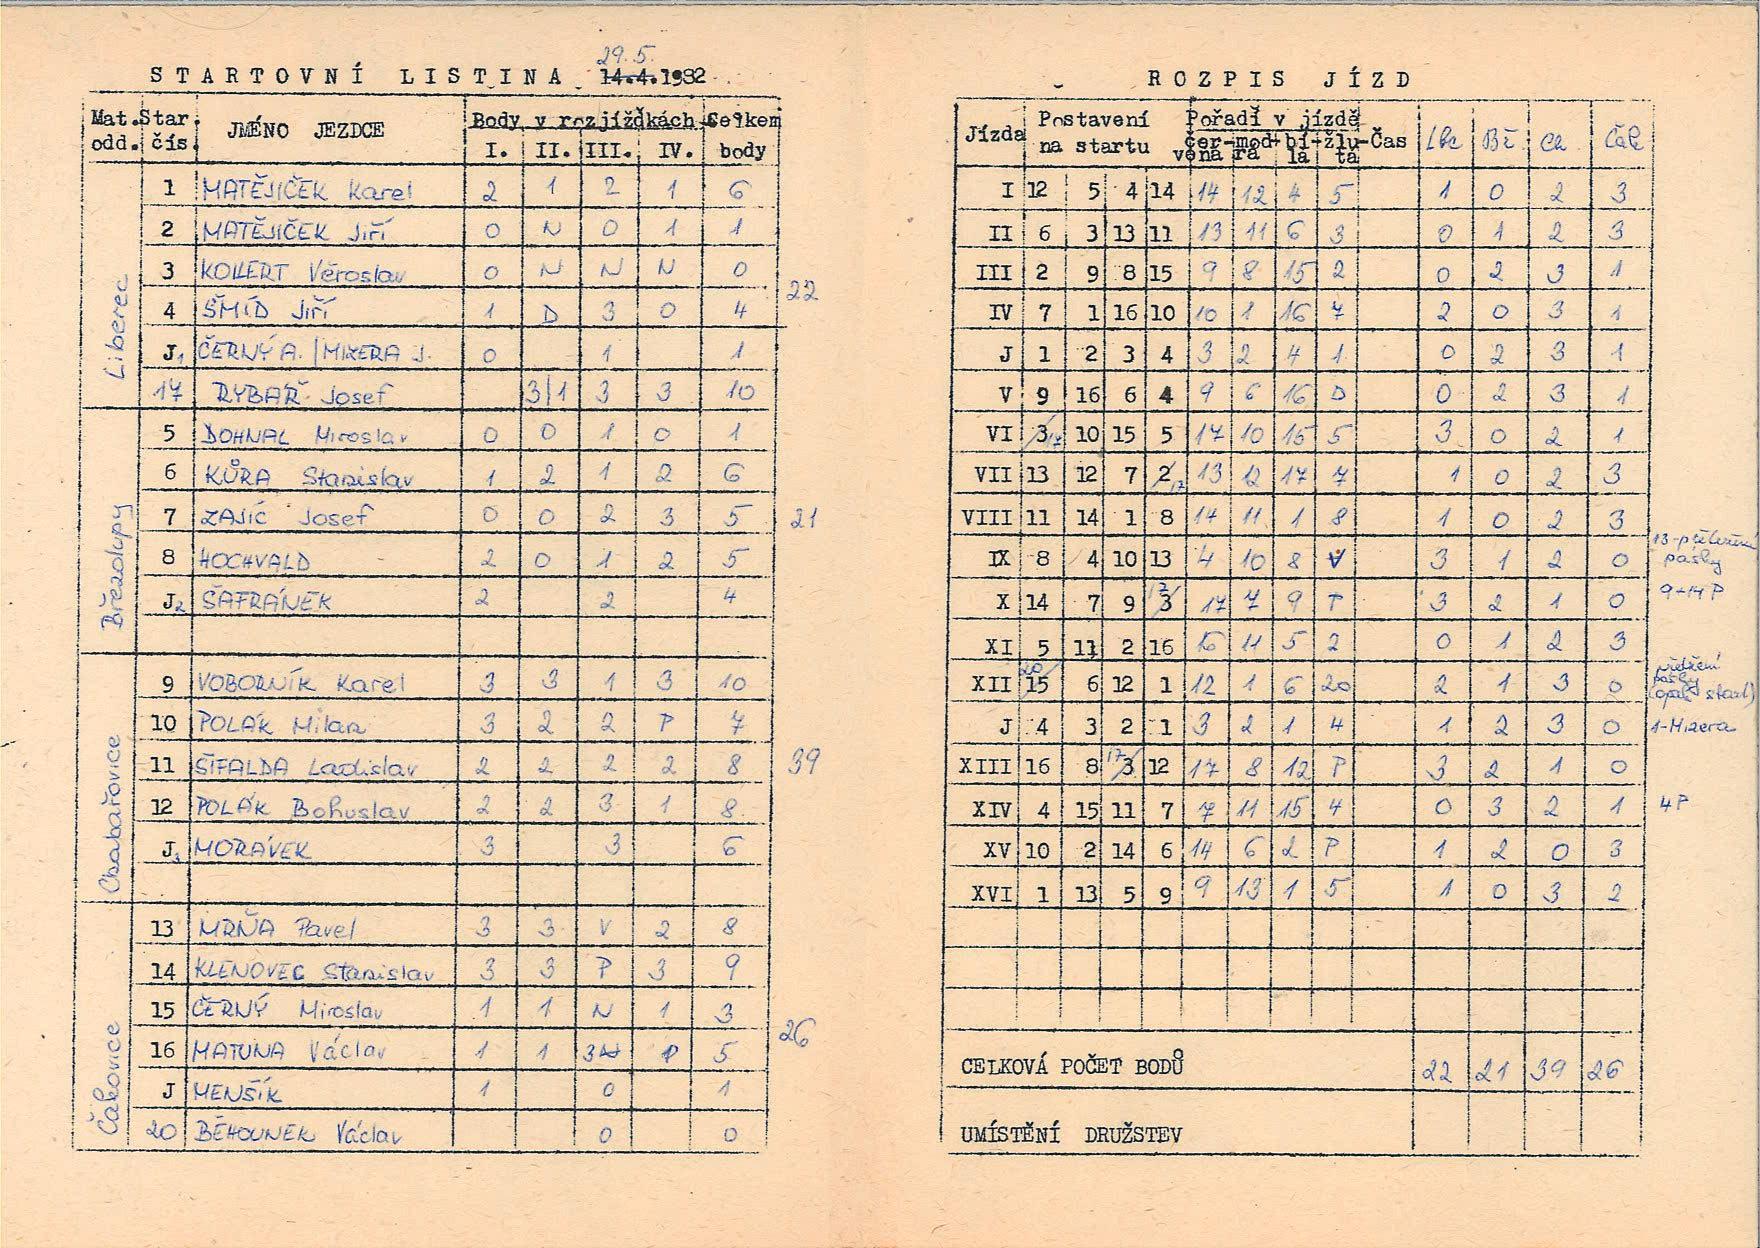 29.5.
STARTOVNÍ LISTINA 14.4.1982
Mat. odd. Star. čís. JMÉNO JEZDCE Body v rozjížďkách Celkem body
I. II. III. IV.
Liberec
1 MATĚJIČEK Karel 2 1 2 1 6
2 MATĚJIČEK Jiří 0 N 0 1 1
3 KOLLERT Věroslav 0 N N N 0
22
4 ŠMÍD Jiří 1 D 3 0 4
J1 ČERNÝ A. / MIZERA J. 0 1 1
17 RYBAŘ Josef 3/1 3 3 10
Březolupy
5 DOHNAL Miroslav 0 0 1 0 1
6 KŮRA Stanislav 1 2 1 2 6
7 ZAJÍC Josef 0 0 2 3 5
21
8 HOCHVALD 2 0 1 2 5
J2 ŠAFRÁNEK 2 2 4
Chabařovice
9 VOBORNÍK Karel 3 3 1 3 10
10 POLÁK Milan 3 2 2 P 7
11 ŠIFALDA Ladislav 2 2 2 2 8
39
12 POLÁK Bohuslav 2 2 3 1 8
J3 MORÁVEK 3 3 6
Čakovice
13 MRŇA Pavel 3 3 V 2 8
14 KLENOVEC Stanislav 3 3 P 3 9
15 ČERNÝ Miroslav 1 1 N 1 3
26
16 MATUNA Václav 1 1 3 P 5
J MENŠÍK 1 0 1
20 BĚHOUNEK Václav 0 0
ROZPIS JÍZD
Jízda Postavení na startu Pořadí v jízdě Čas Lbc Bř Ch Čak
čer-vená mod-rá bí-lá žlu-tá
I 12 5 4 14 14 12 4 5 1 0 2 3
II 6 3 13 11 13 11 6 3 0 1 2 3
III 2 9 8 15 9 8 15 2 0 2 3 1
IV 7 1 16 10 10 1 16 7 2 0 3 1
J 1 2 3 4 3 2 4 1 0 2 3 1
V 9 16 6 4 9 6 16 D 0 2 3 1
VI 3/17 10 15 5 17 10 15 5 3 0 2 1
VII 13 12 7 2/17 13 12 17 7 1 0 2 3
VIII 11 14 1 8 14 11 1 8 1 0 2 3
IX 8 4 10 13 4 10 8 V 3 1 2 0 13-přetržení pásky
X 14 7 9 17/3 17 7 9 P 3 2 1 0 9+14 P
XI 5 11 2 16 16 11 5 2 0 1 2 3
XII 20/15 6 12 1 12 1 6 20 2 1 3 0 pásky (opak start)
J 4 3 2 1 3 2 1 4 1 2 3 0 1-Mizera
XIII 16 8 17/3 12 17 8 12 P 3 2 1 0
XIV 4 15 11 7 7 11 15 4 0 3 2 1 4P
XV 10 2 14 6 14 6 2 P 1 2 0 3
XVI 1 13 5 9 9 13 1 5 1 0 3 2
CELKOVÁ POČET BODŮ 22 21 39 26
UMÍSTĚNÍ DRUŽSTEV